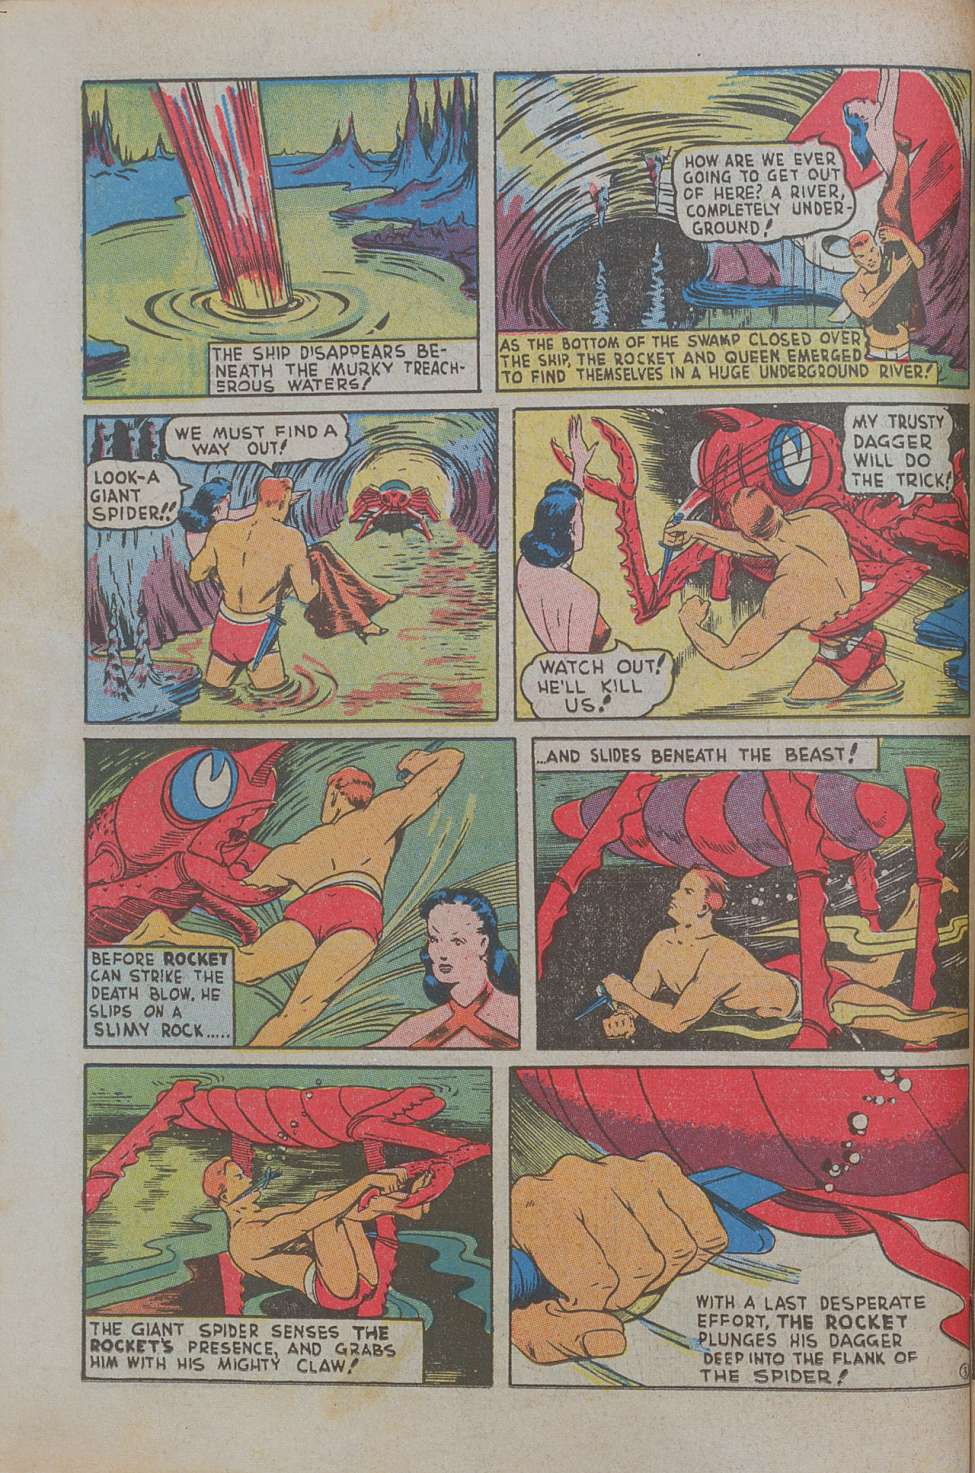 THE SHIP DISAPPEARS BE-
NEATH THE MURKY TREACH-
EROUS WATERS!
HOW ARE WE EVER
GOING TO GET OUT
OF HERE? A RIVER,
COMPLETELY UNDER-
GROUND!
AS THE BOTTOM OF THE SWAMP CLOSED OVER
THE SHIP, THE ROCKET AND QUEEN EMERGED
TO FIND THEMSELVES IN A HUGE UNDERGROUND RIVER!
LOOK-A
GIANT
SPIDER!!
WE MUST FIND A
WAY OUT!
MY TRUSTY
DAGGER
WILL DO
THE TRICK!
WATCH OUT!
HE'LL KILL
US!
BEFORE ROCKET
CAN STRIKE THE
DEATH BLOW, HE
SLIPS ON A
SLIMY ROCK.....
...AND SLIDES BENEATH THE BEAST!
THE GIANT SPIDER SENSES THE
ROCKET'S PRESENCE, AND GRABS
HIM WITH HIS MIGHTY CLAW!
WITH A LAST DESPERATE
EFFORT, THE ROCKET
PLUNGES HIS DAGGER
DEEP INTO THE FLANK OF
THE SPIDER!